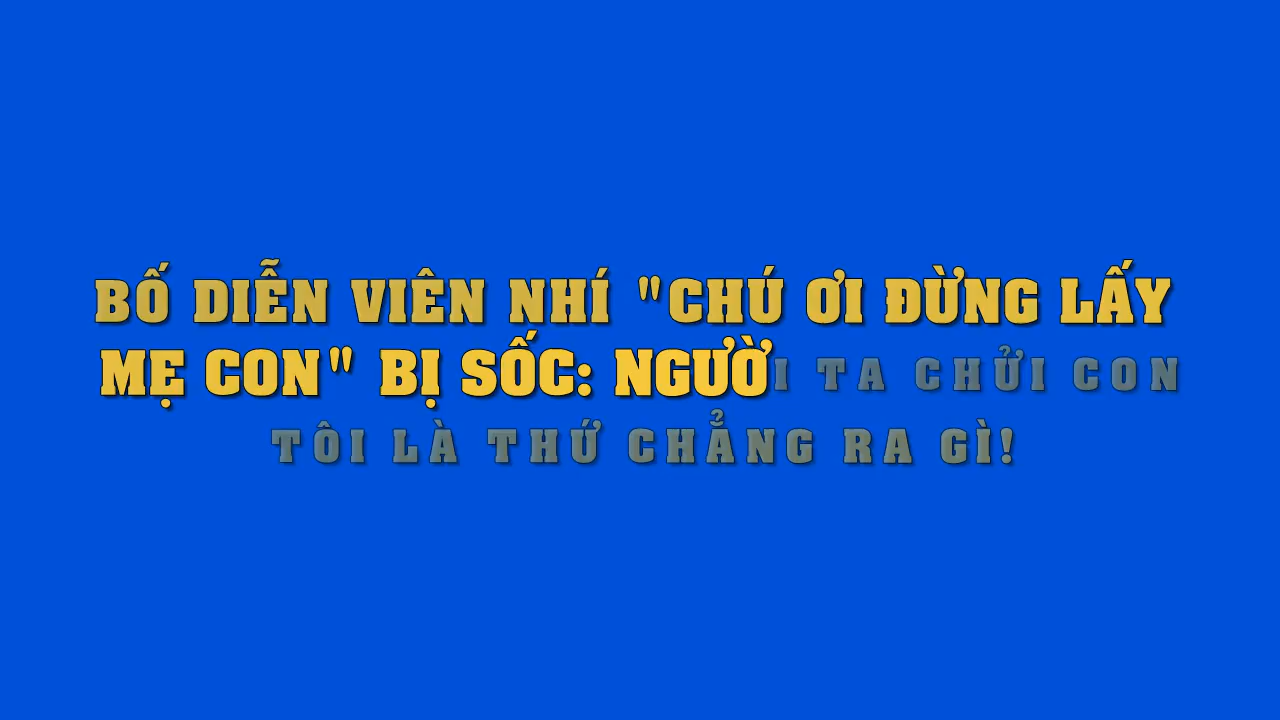 BỐ DIỄN VIÊN NHÍ "CHÚ ƠI ĐỪNG LẤY
MẸ CON" BỊ SỐC: NGƯỜI TA CHỬI CON
TÔI LÀ THỨ CHẲNG RA GÌ!